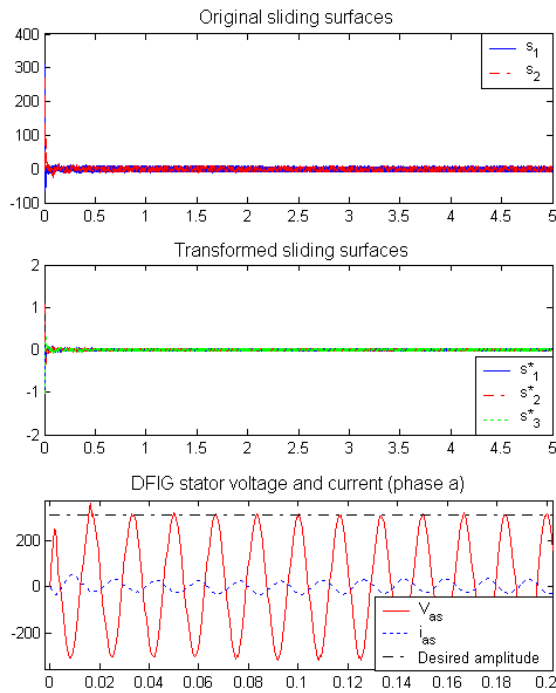 Original sliding surfaces
400
300
200
100
0
-100
s1
s2
0 0.5 1 1.5 2 2.5 3 3.5 4 4.5 5
Transformed sliding surfaces
2
1
0
-1
-2
s*1
s*2
s*3
0 0.5 1 1.5 2 2.5 3 3.5 4 4.5 5
DFIG stator voltage and current (phase a)
200
0
-200
Vas
ias
Desired amplitude
0 0.02 0.04 0.06 0.08 0.1 0.12 0.14 0.16 0.18 0.2